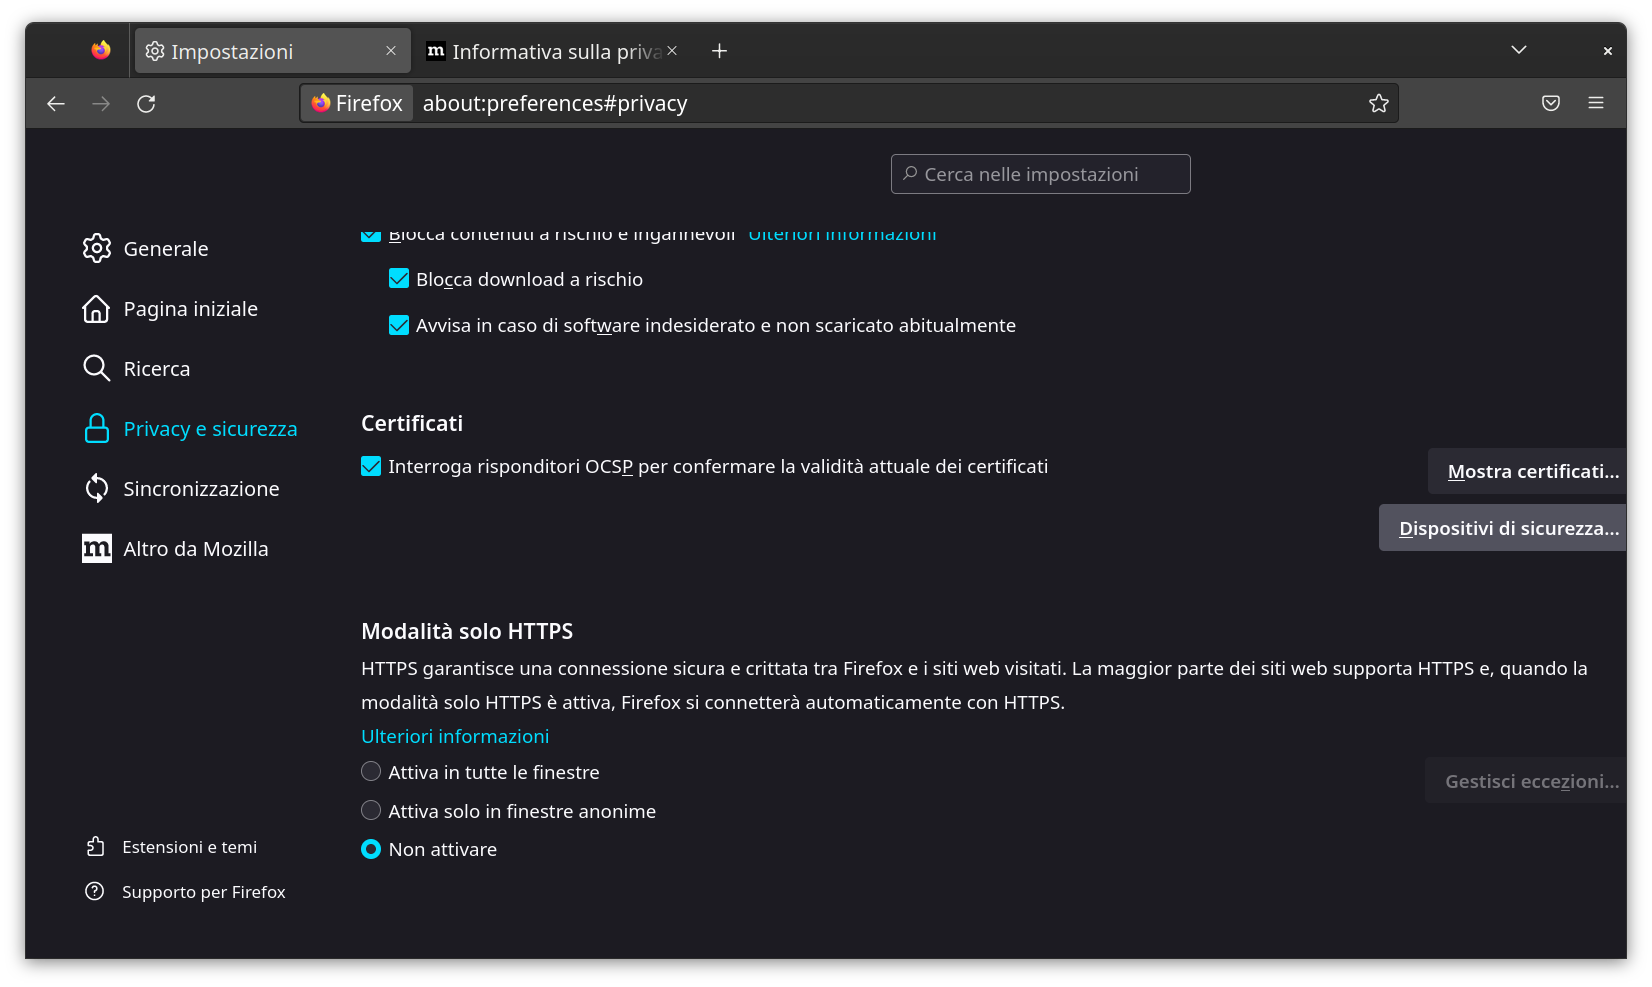 Impostazioni
Informativa sulla priva
Firefox
about:preferences#privacy
Cerca nelle impostazioni
Generale
Pagina iniziale
Ricerca
Privacy e sicurezza
Sincronizzazione
Altro da Mozilla
Estensioni e temi
Supporto per Firefox
Blocca contenuti a rischio e ingannevoli Ulteriori informazioni
Blocca download a rischio
Avvisa in caso di software indesiderato e non scaricato abitualmente
Certificati
Interroga risponditori OCSP per confermare la validità attuale dei certificati
Mostra certificati...
Dispositivi di sicurezza...
Modalità solo HTTPS
HTTPS garantisce una connessione sicura e crittata tra Firefox e i siti web visitati. La maggior parte dei siti web supporta HTTPS e, quando la
modalità solo HTTPS è attiva, Firefox si connetterà automaticamente con HTTPS.
Ulteriori informazioni
Attiva in tutte le finestre
Gestisci eccezioni...
Attiva solo in finestre anonime
Non attivare